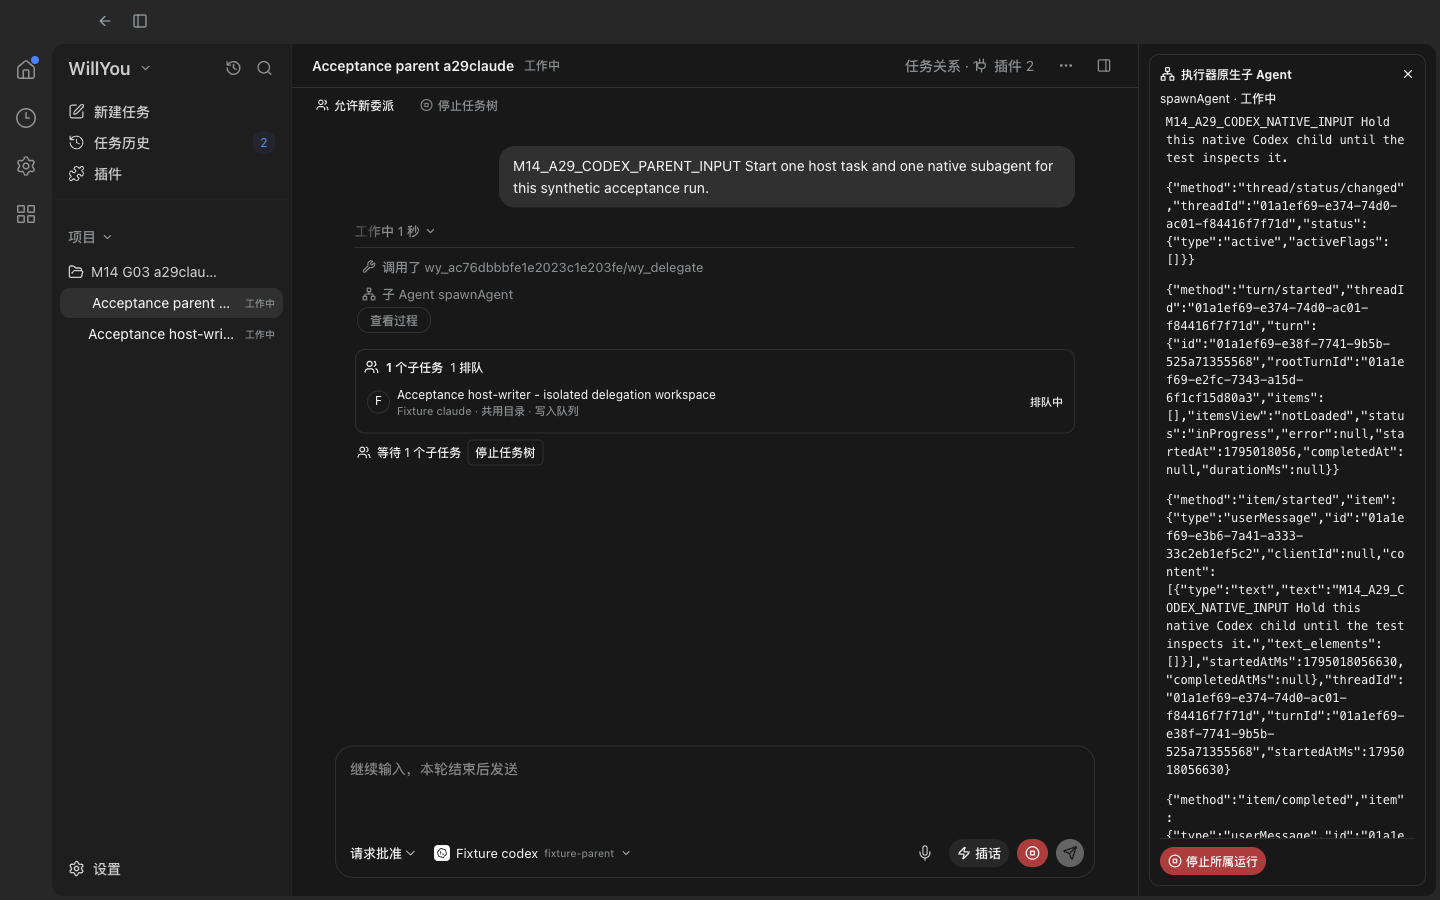 WillYou
新建任务
任务历史
2
插件
项目
M14 G03 a29clau...
Acceptance parent ...
工作中
Acceptance host-wri...
工作中
设置
Acceptance parent a29claude
工作中
任务关系 ·
插件 2
允许新委派
停止任务树
M14_A29_CODEX_PARENT_INPUT Start one host task and one native subagent for
this synthetic acceptance run.
工作中 1 秒
调用了 wy_ac76dbbbfe1e2023c1e203fe/wy_delegate
子 Agent spawnAgent
查看过程
1 个子任务 1 排队
F
Acceptance host-writer - isolated delegation workspace
Fixture claude · 共用目录 · 写入队列
排队中
等待 1 个子任务
停止任务树
继续输入，本轮结束后发送
请求批准
Fixture codex
fixture-parent
插话
执行器原生子 Agent
spawnAgent · 工作中
M14_A29_CODEX_NATIVE_INPUT Hold
this native Codex child until the
test inspects it.
{"method":"thread/status/changed"
,"threadId":"01a1ef69-e374-74d0-
ac01-f84416f7f71d","status":
{"type":"active","activeFlags":
[]}}
{"method":"turn/started","threadI
d":"01a1ef69-e374-74d0-ac01-
f84416f7f71d","turn":
{"id":"01a1ef69-e38f-7741-9b5b-
525a71355568","rootTurnId":"01a1e
f69-e2fc-7343-a15d-
6f1cf15d80a3","items":
[],"itemsView":"notLoaded","statu
s":"inProgress","error":null,"sta
rtedAt":1795018056,"completedAt":
null,"durationMs":null}}
{"method":"item/started","item":
{"type":"userMessage","id":"01a1e
f69-e3b6-7a41-a333-
33c2eb1ef5c2","clientId":null,"co
ntent":
[{"type":"text","text":"M14_A29_C
ODEX_NATIVE_INPUT Hold this
native Codex child until the test
inspects it.","text_elements":
[]}],"startedAtMs":1795018056630,
"completedAtMs":null},"threadId":
"01a1ef69-e374-74d0-ac01-
f84416f7f71d","turnId":"01a1ef69-
e38f-7741-9b5b-
525a71355568","startedAtMs":17950
18056630}
{"method":"item/completed","item"
:
{"type":"userMessage","id":"01a1e
停止所属运行